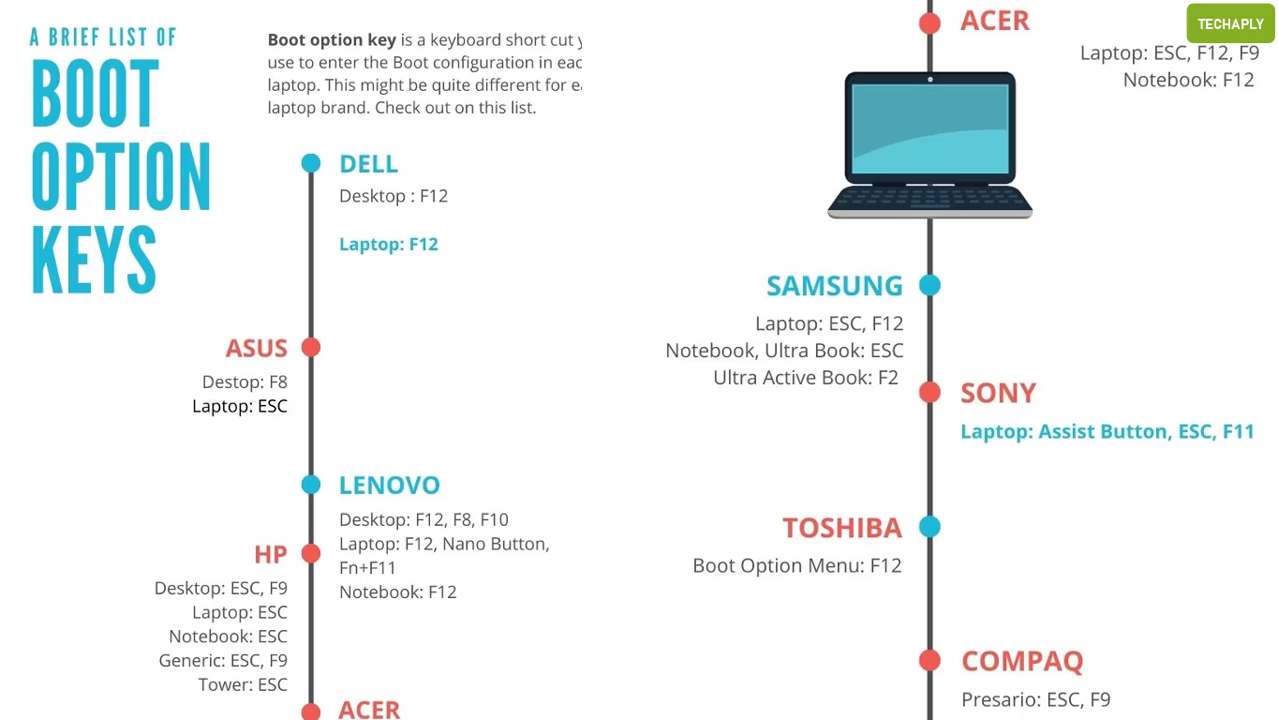 A BRIEF LIST OF
BOOT
OPTION
KEYS
Boot option key is a keyboard short cut
use to enter the Boot configuration in eac
laptop. This might be quite different for
laptop brand. Check out on this list.
DELL
Desktop : F12
Laptop: F12
ASUS
Destop: F8
Laptop: ESC
LENOVO
Desktop: F12, F8, F10
Laptop: F12, Nano Button,
Fn+F11
Notebook: F12
HP
Desktop: ESC, F9
Laptop: ESC
Notebook: ESC
Generic: ESC, F9
Tower: ESC
ACER
ACER
TECHAPLY
Laptop: ESC, F12, F9
Notebook: F12
SAMSUNG
Laptop: ESC, F12
Notebook, Ultra Book: ESC
Ultra Active Book: F2
SONY
Laptop: Assist Button, ESC, F11
TOSHIBA
Boot Option Menu: F12
COMPAQ
Presario: ESC, F9